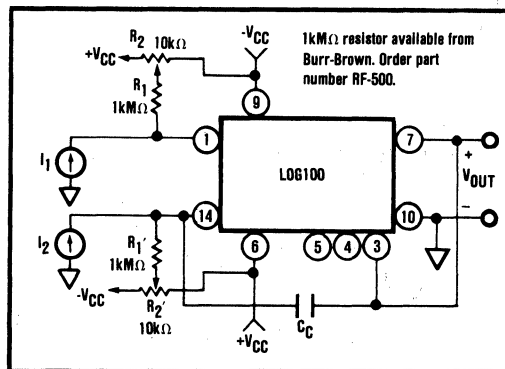 R2 10kΩ
-VCC
1kMΩ resistor available from
Burr-Brown. Order part
number RF-500.
+VCC
R1
1kMΩ
9
1
7
I1
LOG100
+
VOUT
-
14
10
I2
6
5
4
3
R1'
1kMΩ
-VCC
R2'
10kΩ
CC
+VCC